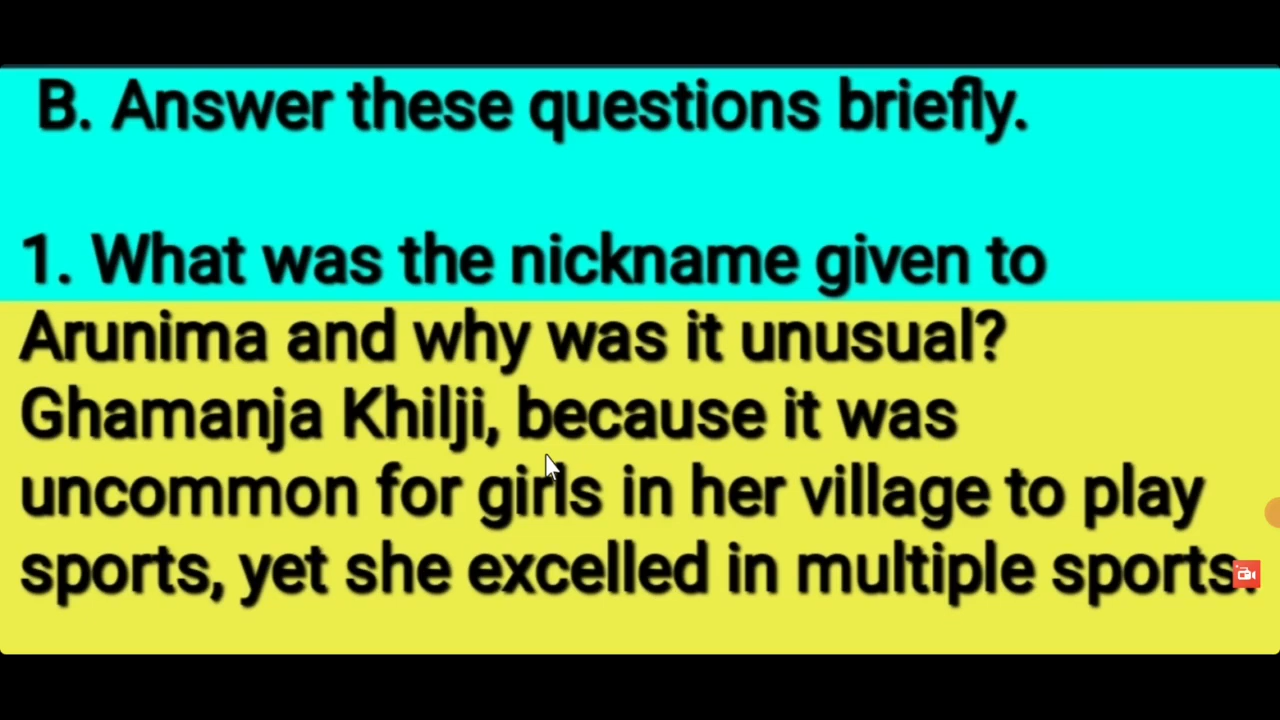 B. Answer these questions briefly.
1. What was the nickname given to
Arunima and why was it unusual?
Ghamanja Khilji, because it was
uncommon for girls in her village to play
sports, yet she excelled in multiple sports.